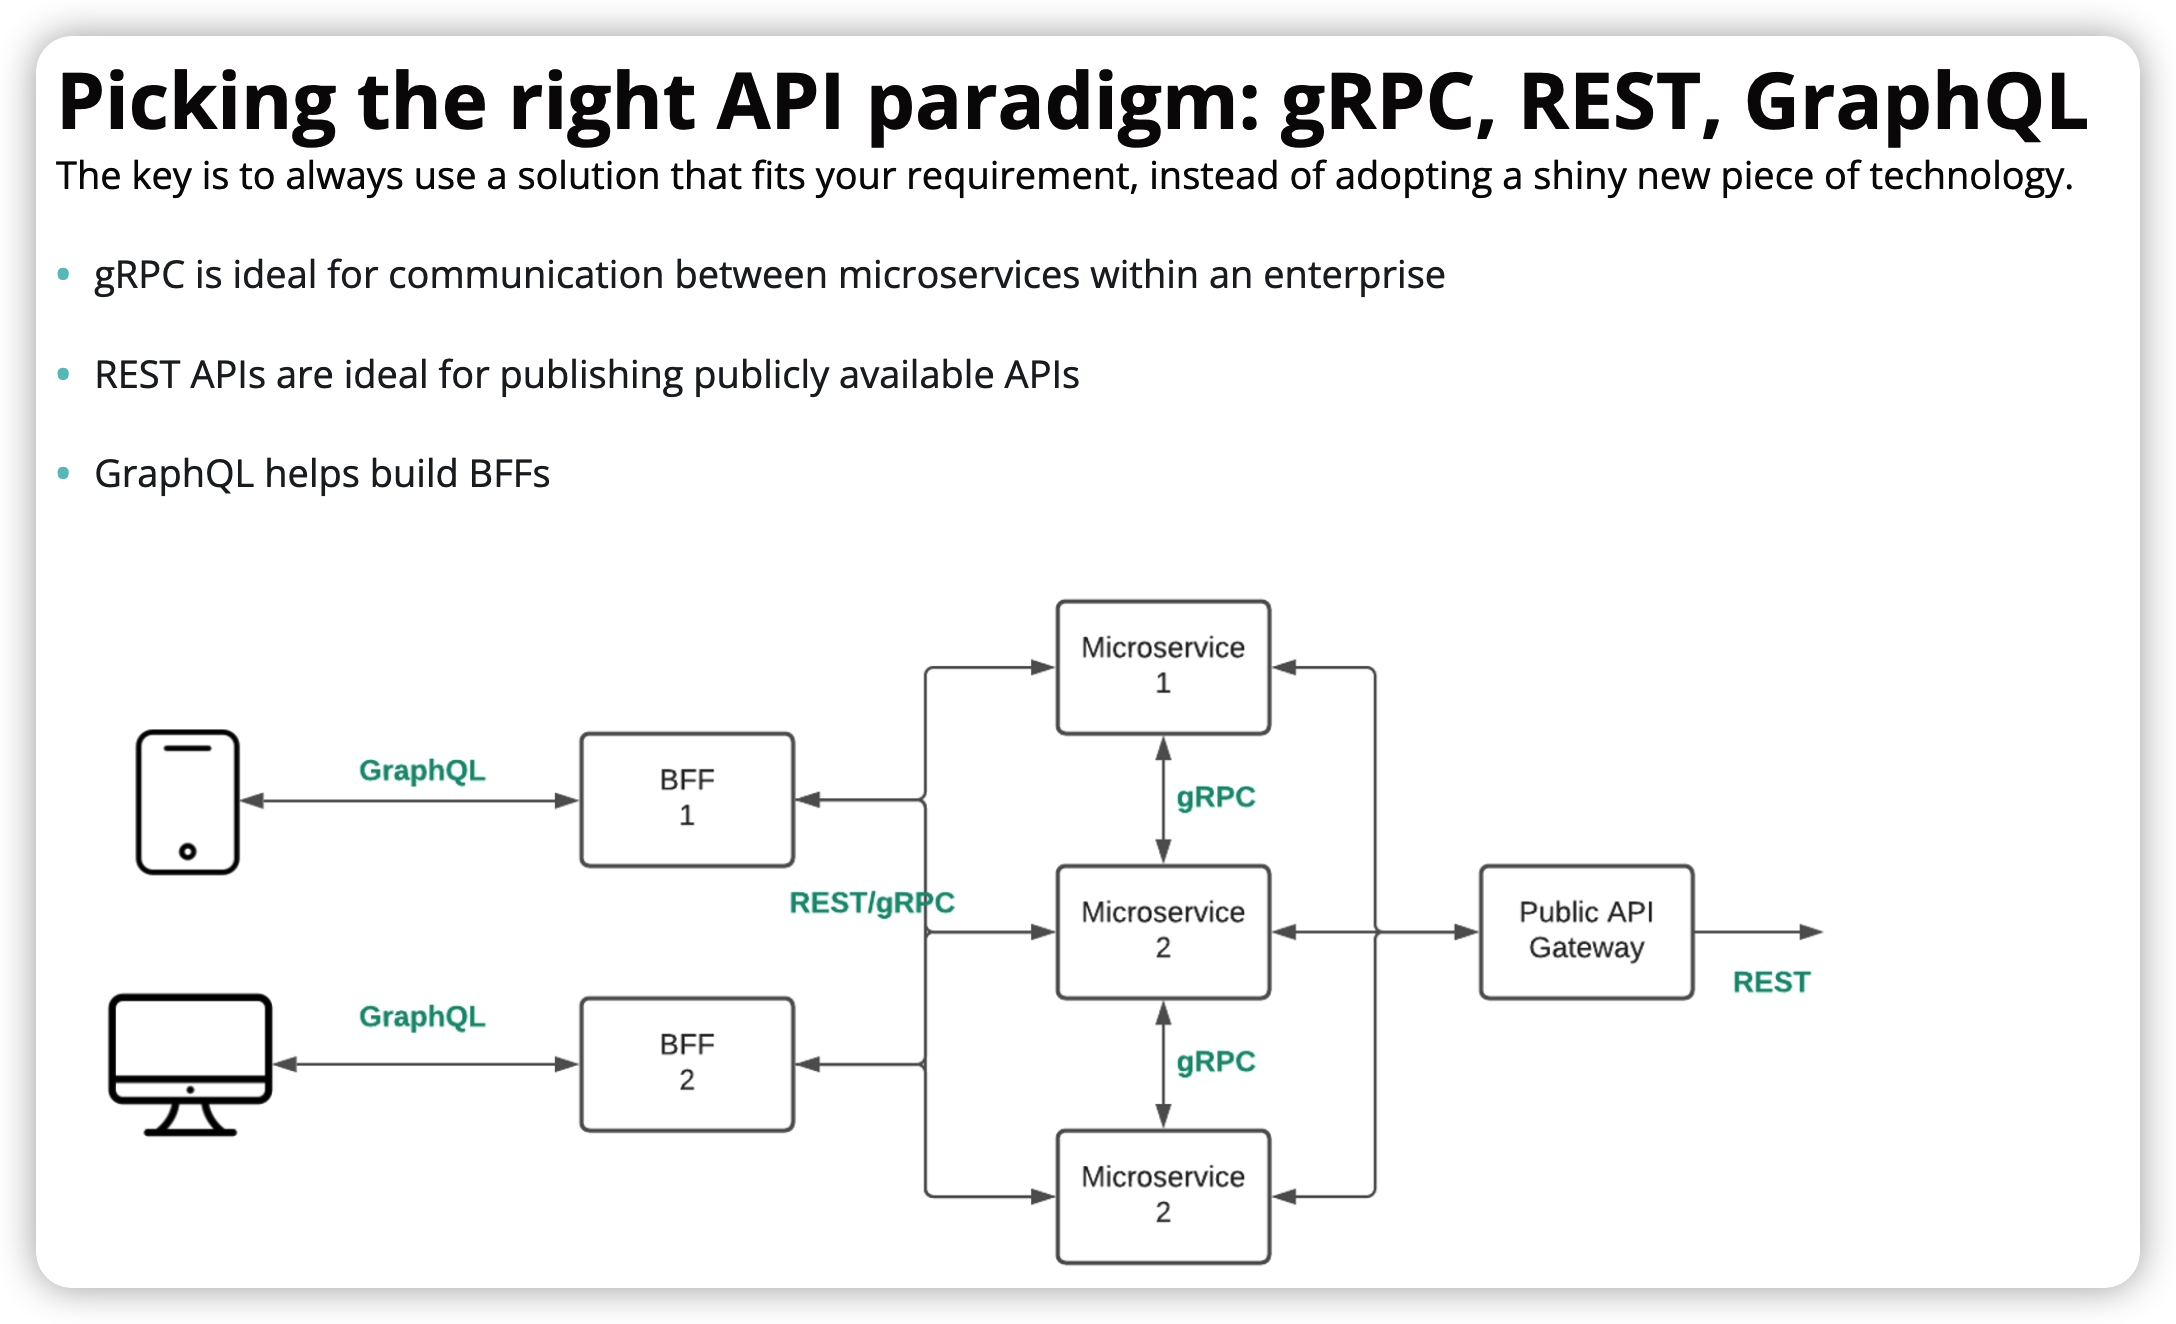 Picking the right API paradigm: gRPC, REST, GraphQL
The key is to always use a solution that fits your requirement, instead of adopting a shiny new piece of technology.
• gRPC is ideal for communication between microservices within an enterprise
• REST APIs are ideal for publishing publicly available APIs
• GraphQL helps build BFFs
Microservice
1
GraphQL
BFF
1
gRPC
REST/gRPC
Microservice
2
Public API
Gateway
REST
GraphQL
BFF
2
gRPC
Microservice
2